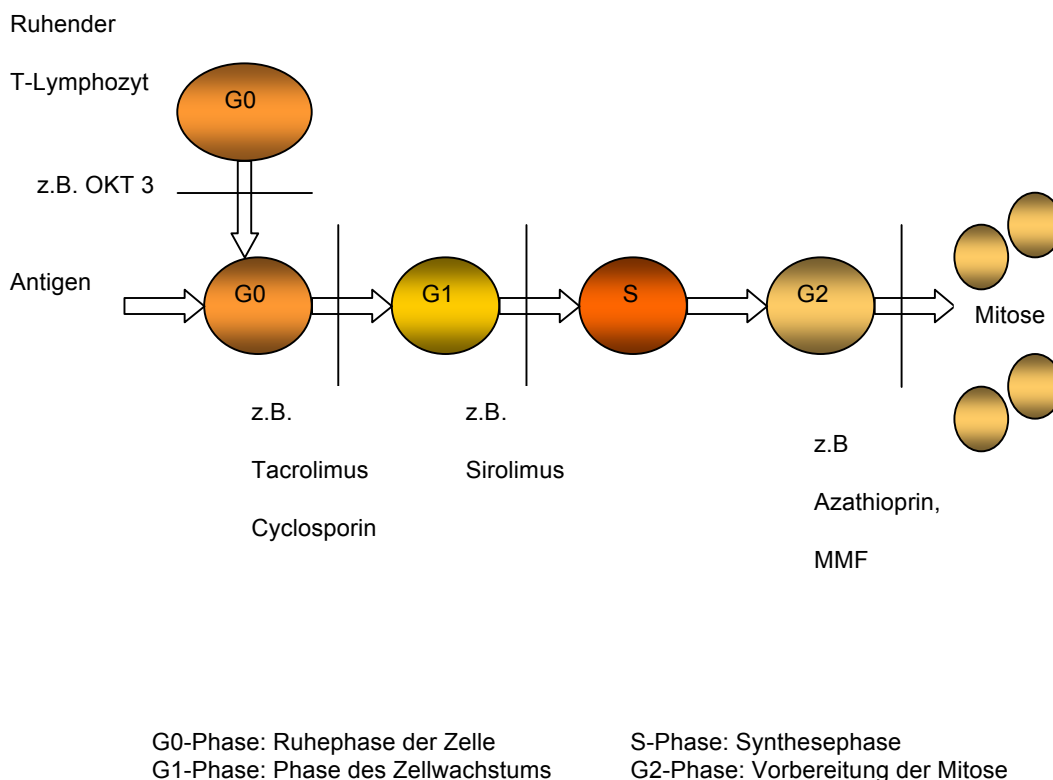 Ruhender
T-Lymphozyt
G0
z.B. OKT 3
Antigen
G0
G1
S
G2
Mitose
z.B.
Tacrolimus
Cyclosporin
z.B.
Sirolimus
z.B
Azathioprin,
MMF
G0-Phase: Ruhephase der Zelle
S-Phase: Synthesephase
G1-Phase: Phase des Zellwachstums
G2-Phase: Vorbereitung der Mitose